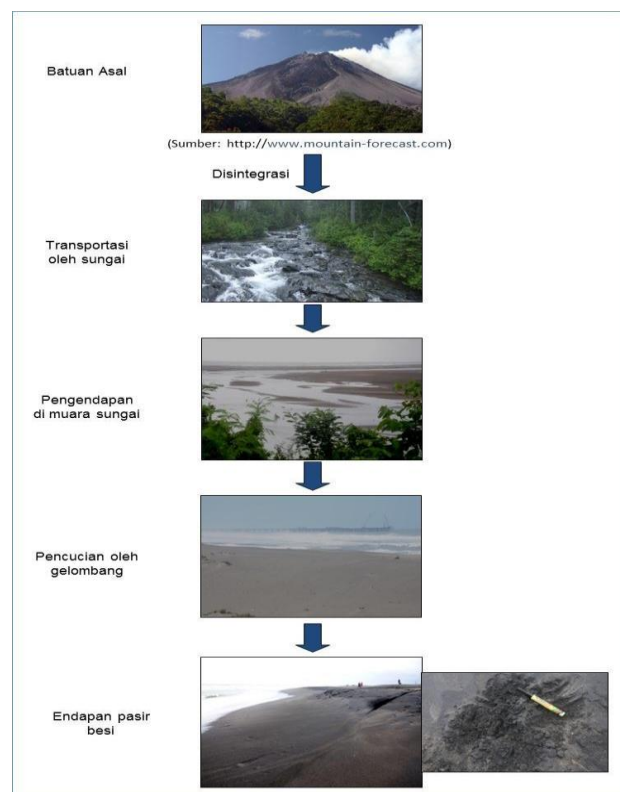 Batuan Asal
(Sumber: http://www.mountain-forecast.com)
Disintegrasi
Transportasi
oleh sungai
Pengendapan
di muara sungai
Pencucian oleh
gelombang
Endapan pasir
besi